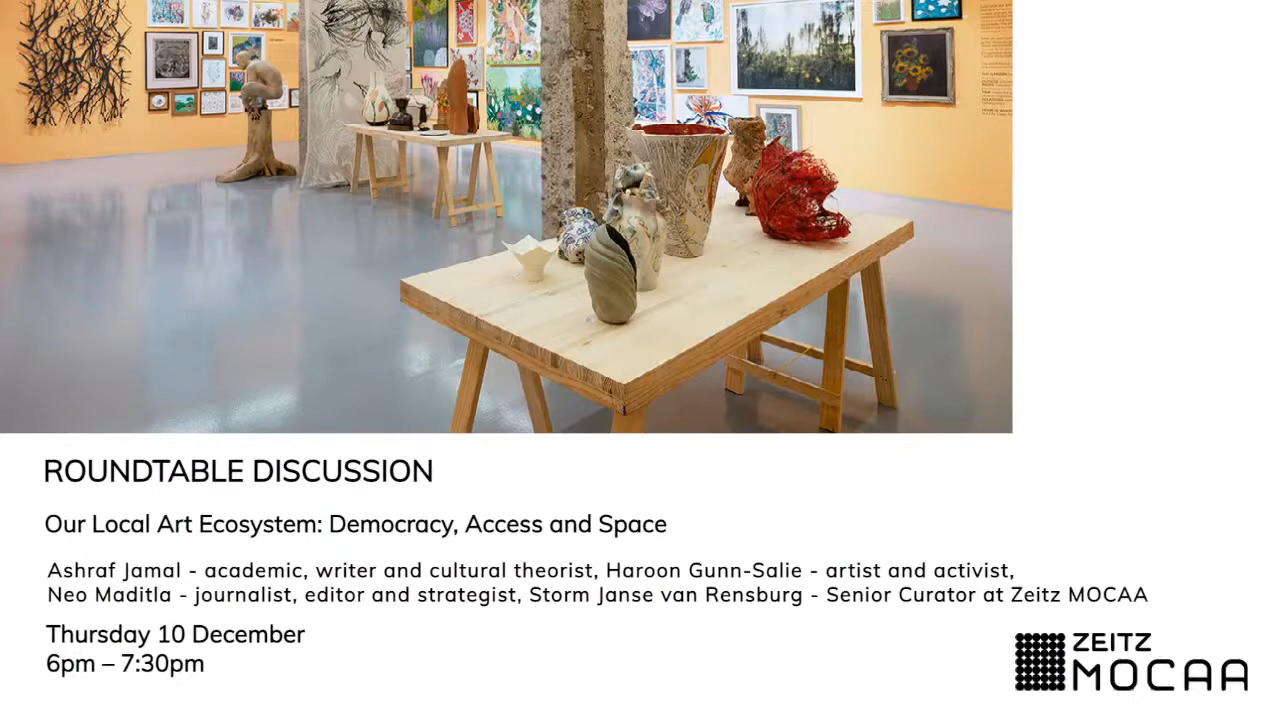 ROUNDTABLE DISCUSSION
Our Local Art Ecosystem: Democracy, Access and Space
Ashraf Jamal - academic, writer and cultural theorist, Haroon Gunn-Salie - artist and activist,
Neo Maditla - journalist, editor and strategist, Storm Janse van Rensburg - Senior Curator at Zeitz MOCAA
Thursday 10 December
6pm – 7:30pm
ZEITZ
MOCAA